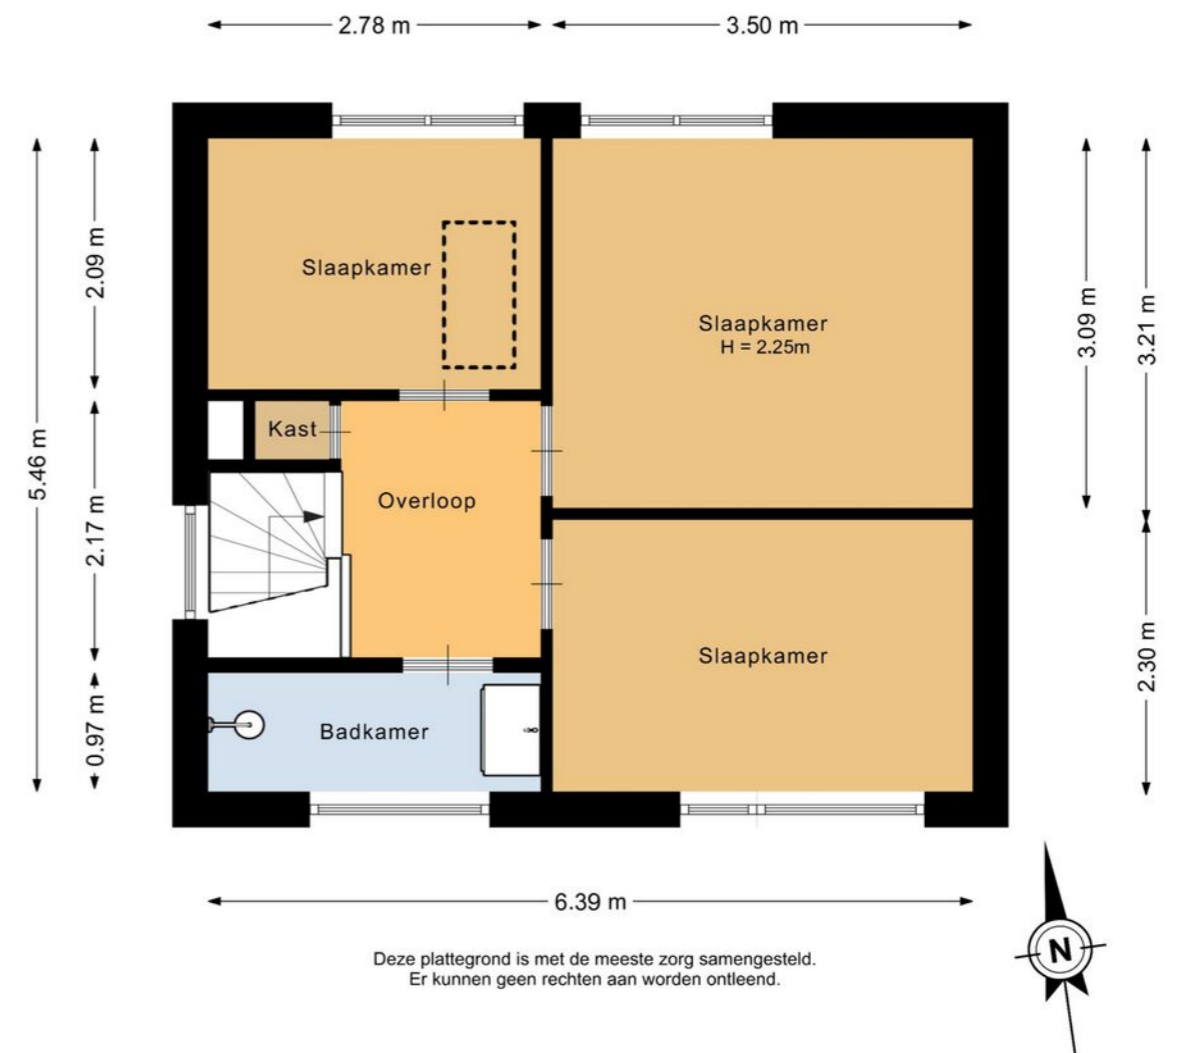 2.78 m
3.50 m
5.46 m
2.09 m
2.17 m
0.97 m
Slaapkamer
Slaapkamer
H = 2.25m
3.09 m
3.21 m
2.30 m
Kast
Overloop
Slaapkamer
Badkamer
6.39 m
Deze plattegrond is met de meeste zorg samengesteld.
Er kunnen geen rechten aan worden ontleend.
N